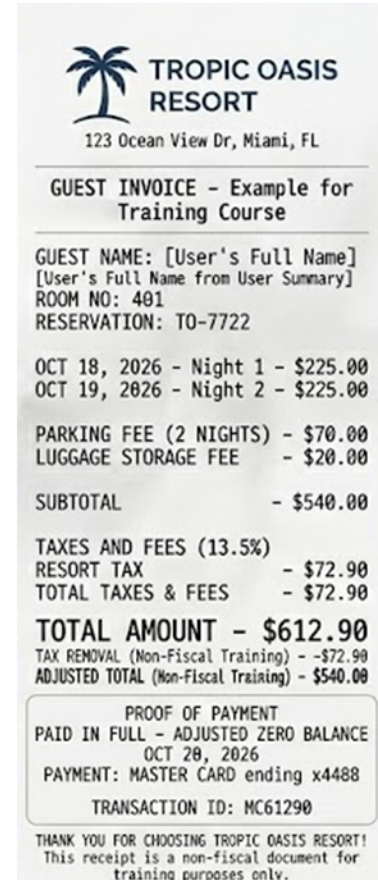 TROPIC OASIS
RESORT
123 Ocean View Dr, Miami, FL
GUEST INVOICE – Example for
Training Course
GUEST NAME: [User's Full Name]
[User's Full Name from User Summary]
ROOM NO: 401
RESERVATION: TO-7722
OCT 18, 2026 - Night 1 - $225.00
OCT 19, 2026 - Night 2 - $225.00
PARKING FEE (2 NIGHTS) - $70.00
LUGGAGE STORAGE FEE - $20.00
SUBTOTAL - $540.00
TAXES AND FEES (13.5%)
RESORT TAX - $72.90
TOTAL TAXES & FEES - $72.90
TOTAL AMOUNT – $612.90
TAX REMOVAL (Non-Fiscal Training) - -$72.90
ADJUSTED TOTAL (Non-Fiscal Training) - $540.00
PROOF OF PAYMENT
PAID IN FULL – ADJUSTED ZERO BALANCE
OCT 20, 2026
PAYMENT: MASTER CARD ending x4488
TRANSACTION ID: MC61290
THANK YOU FOR CHOOSING TROPIC OASIS RESORT!
This receipt is a non-fiscal document for
training purposes only.